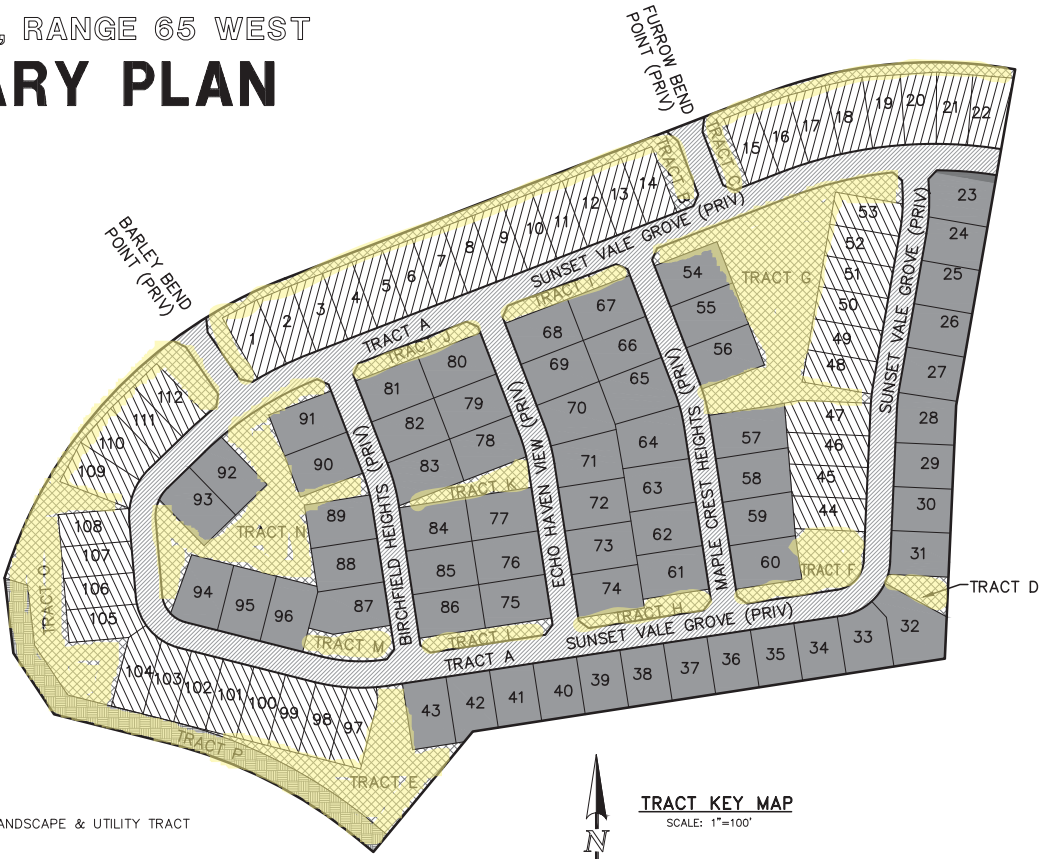 , RANGE 65 WEST
ARY PLAN
FURROW BEND
POINT (PRIV)
BARLEY BEND
POINT (PRIV)
15 16 17 18 19 20 21 22
TRACT C
TRACT B
1 2 3 4 5 6 7 8 9 10 11 12 13 14
SUNSET VALE GROVE (PRIV)
TRACT A
23
24
25
26
27
28
29
30
31
SUNSET VALE GROVE (PRIV)
53
52
51
50
49
48
TRACT G
54
55
56
47
46
45
44
57
58
59
60
TRACT F
TRACT D
MAPLE CREST HEIGHTS (PRIV)
TRACT I
68 67
69 66
70 65
71 64
72 63
73 62
74 61
TRACT H
ECHO HAVEN VIEW (PRIV)
TRACT J
81 80
82 79
83 78
TRACT K
84 77
85 76
86 75
TRACT L
BIRCHFIELD HEIGHTS (PRIV)
91
90
89
88
87
92
93
TRACT N
94 95 96
TRACT M
112
111
110
109
108
107
106
105
TRACT O
104 103 102 101 100 99 98 97
TRACT A
SUNSET VALE GROVE (PRIV)
43 42 41 40 39 38 37 36 35 34 33 32
TRACT P
TRACT E
N
TRACT KEY MAP
SCALE: 1"=100'
ANDSCAPE & UTILITY TRACT